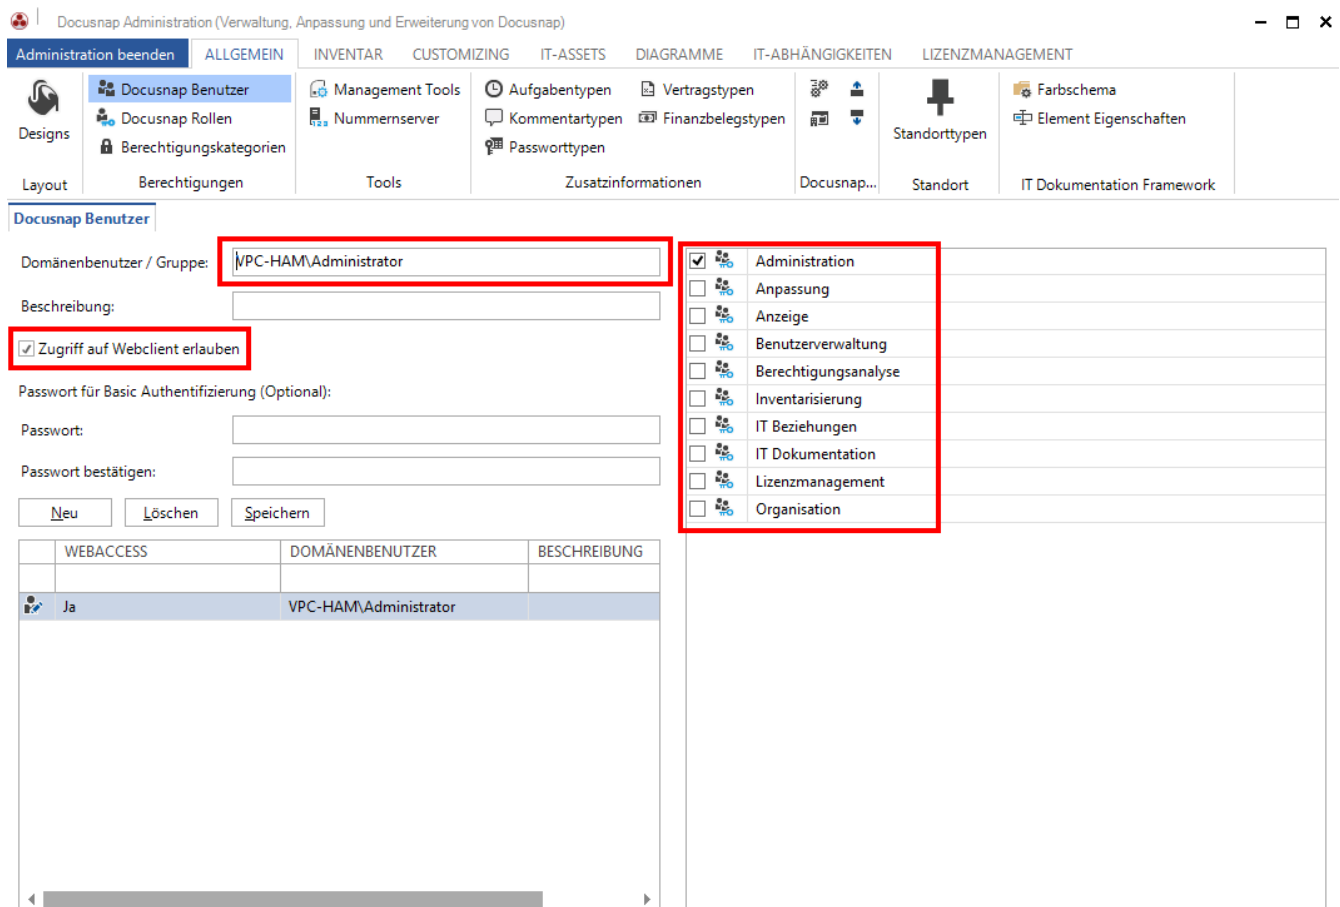 Docusnap Administration (Verwaltung, Anpassung und Erweiterung von Docusnap)
Administration beenden ALLGEMEIN INVENTAR CUSTOMIZING IT-ASSETS DIAGRAMME IT-ABHÄNGIGKEITEN LIZENZMANAGEMENT
Designs
Layout
Docusnap Benutzer
Docusnap Rollen
Berechtigungskategorien
Berechtigungen
Management Tools
Nummernserver
Tools
Aufgabentypen
Kommentartypen
Passworttypen
Vertragstypen
Finanzbelegstypen
Zusatzinformationen
Docusnap...
Standorttypen
Standort
Farbschema
Element Eigenschaften
IT Dokumentation Framework
Docusnap Benutzer
Domänenbenutzer / Gruppe: VPC-HAM\Administrator
Beschreibung:
Zugriff auf Webclient erlauben
Passwort für Basic Authentifizierung (Optional):
Passwort:
Passwort bestätigen:
Neu Löschen Speichern
WEBACCESS DOMÄNENBENUTZER BESCHREIBUNG
Ja VPC-HAM\Administrator
Administration
Anpassung
Anzeige
Benutzerverwaltung
Berechtigungsanalyse
Inventarisierung
IT Beziehungen
IT Dokumentation
Lizenzmanagement
Organisation